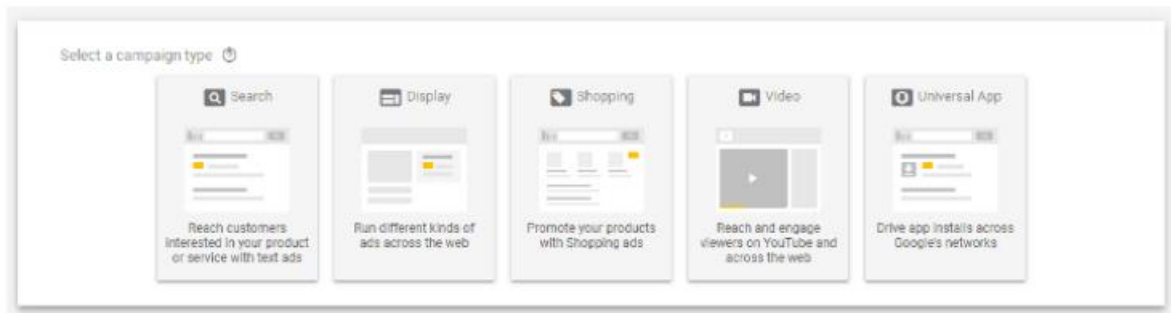 Select a campaign type
Search
Reach customers
interested in your product
or service with text ads
Display
Run different kinds of
ads across the web
Shopping
Promote your products
with Shopping ads
Video
Reach and engage
viewers on YouTube and
across the web
Universal App
Drive app installs across
Google's networks